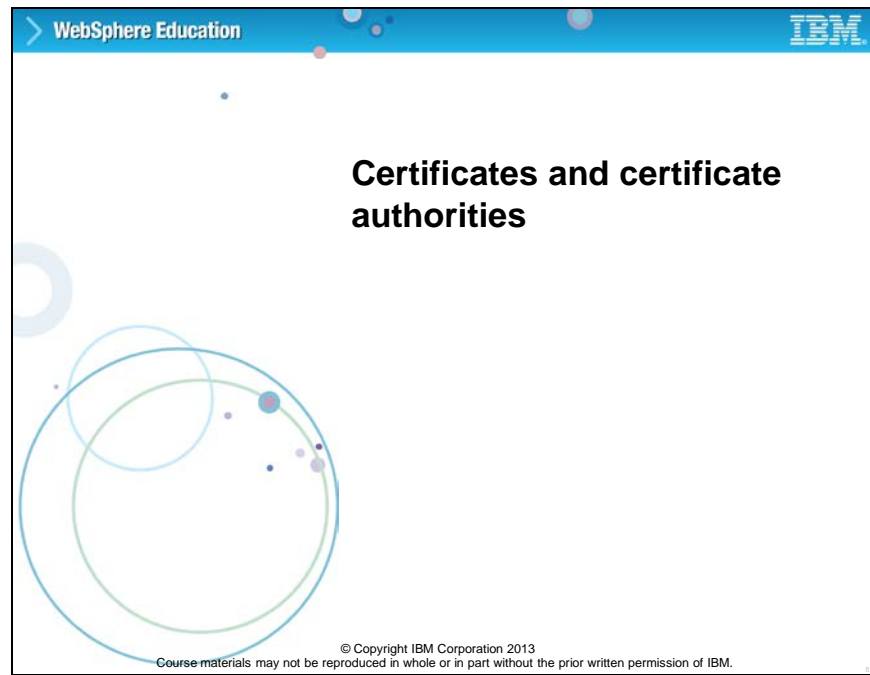 WebSphere Education
IBM
Certificates and certificate
authorities
© Copyright IBM Corporation 2013
Course materials may not be reproduced in whole or in part without the prior written permission of IBM.